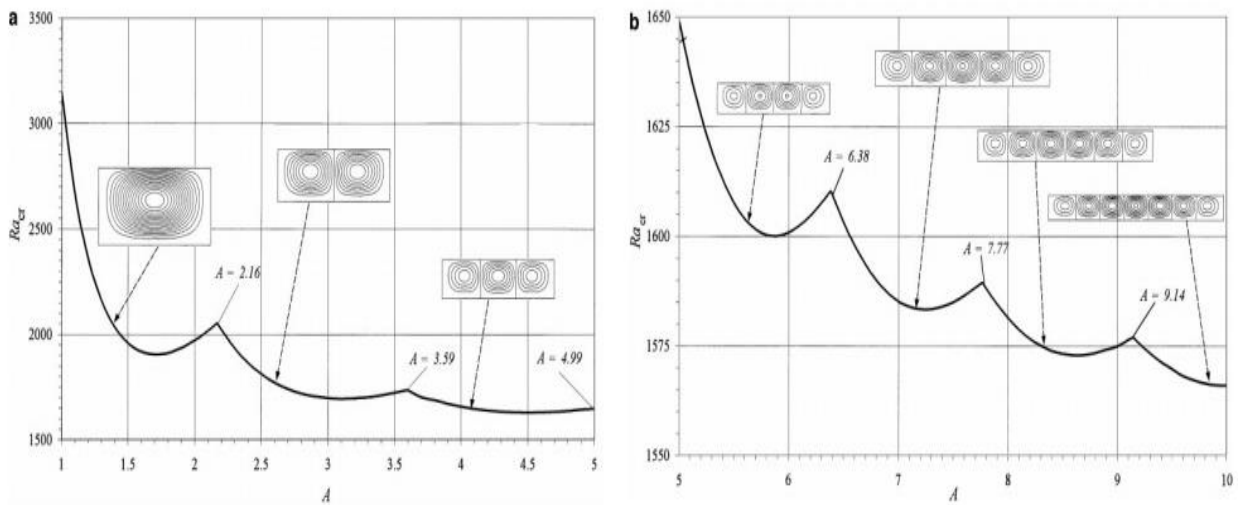 a
3500
3000
2500
2000
1500
Ra_cr
A = 2.16
A = 3.59
A = 4.99
1 1.5 2 2.5 3 3.5 4 4.5 5
A
b
1650
1625
1600
1575
1550
Ra_cr
A = 6.38
A = 7.77
A = 9.14
5 6 7 8 9 10
A